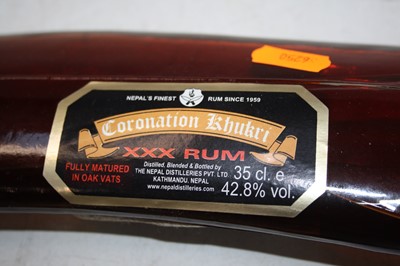 NEPAL'S FINEST RUM SINCE 1959
Coronation Khukri
XXX RUM
FULLY MATURED
IN OAK VATS
Distilled, Blended & Bottled by
THE NEPAL DISTILLERIES PVT. LTD.
KATHMANDU, NEPAL
www.nepaldistilleries.com
35 cl. e
42.8% vol.